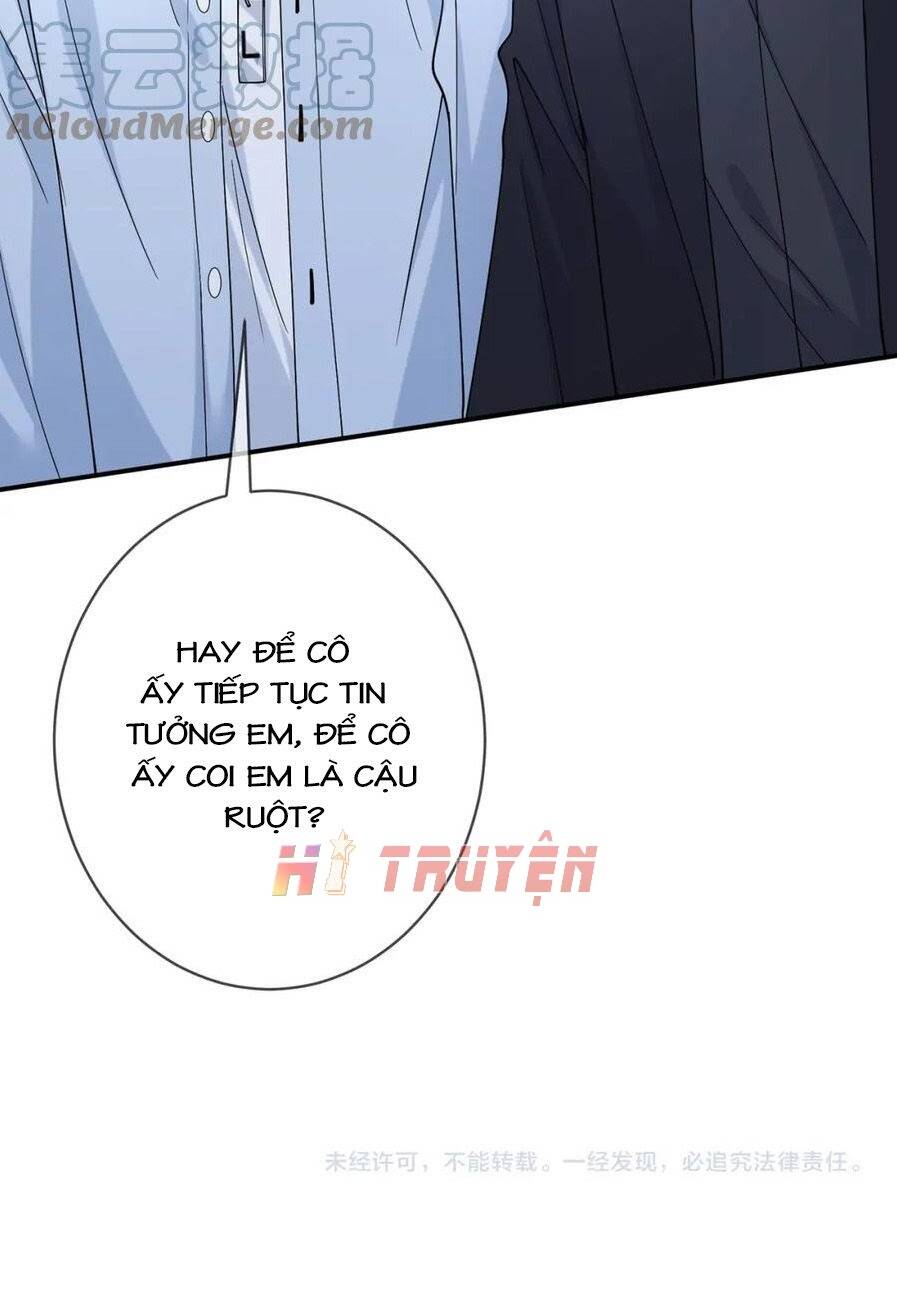 集云数据
ACloudMerge.com
HAY ĐỂ CÔ
ẤY TIẾP TỤC TIN
TƯỞNG EM, ĐỂ CÔ
ẤY COI EM LÀ CẬU
RUỘT?
HI TRUYỆN
未经许可，不能转载。一经发现，必追究法律责任。